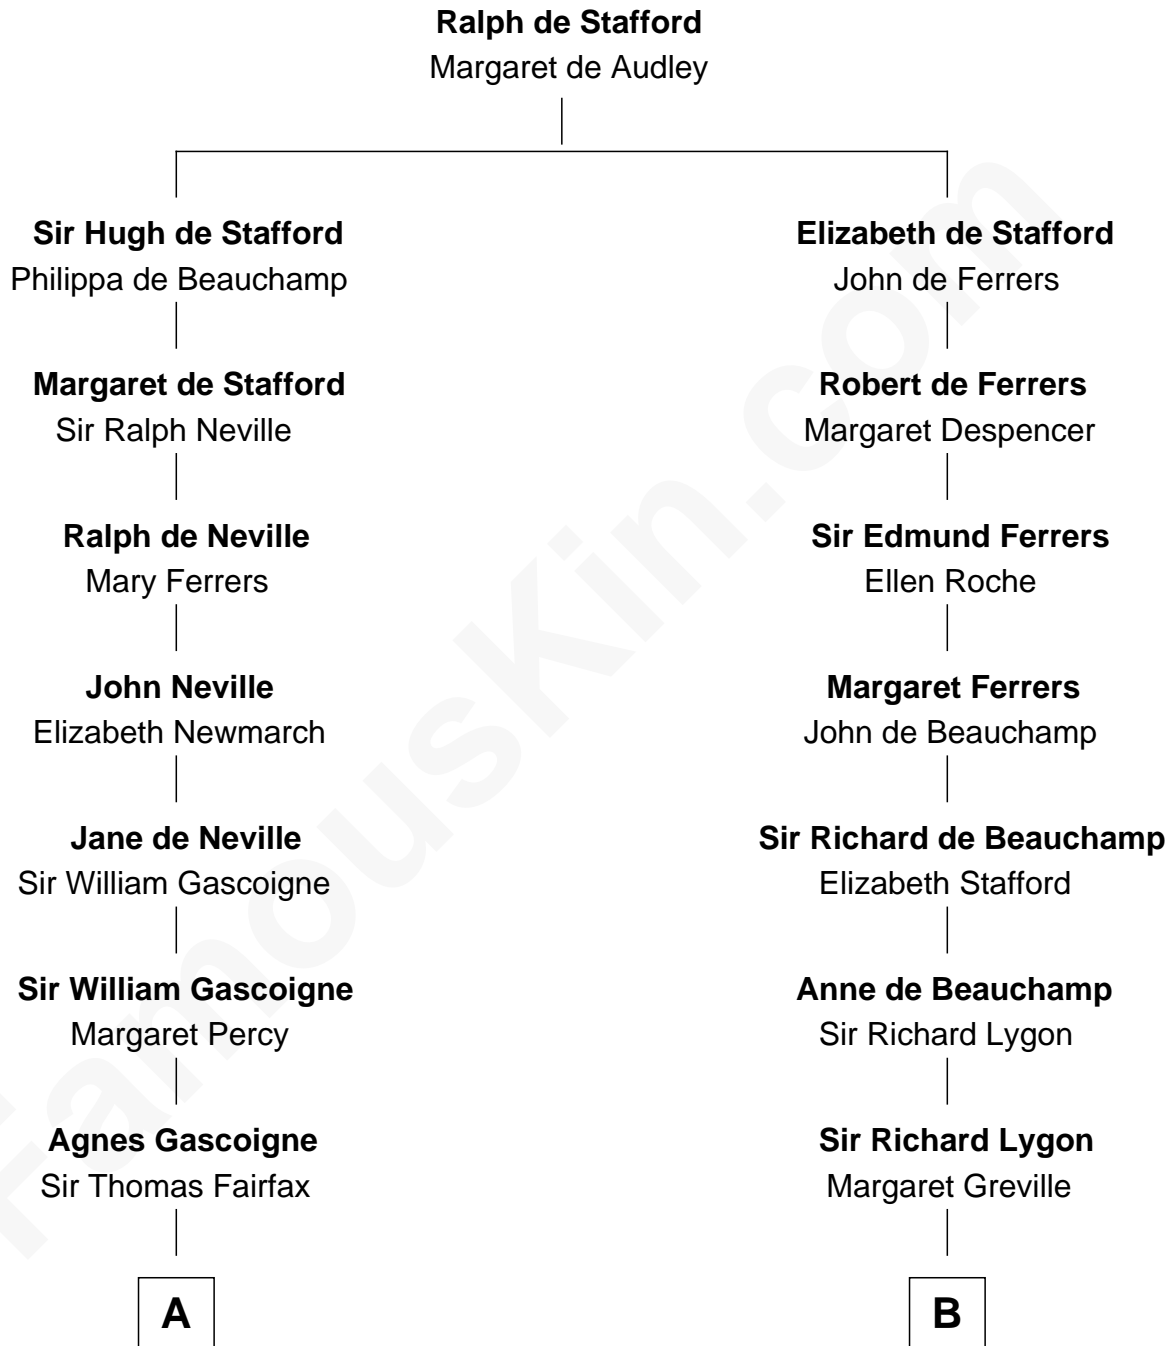 Ralph de Stafford
Margaret de Audley
Sir Hugh de Stafford
Philippa de Beauchamp
Margaret de Stafford
Sir Ralph Neville
Ralph de Neville
Mary Ferrers
John Neville
Elizabeth Newmarch
Jane de Neville
Sir William Gascoigne
Sir William Gascoigne
Margaret Percy
Agnes Gascoigne
Sir Thomas Fairfax
A
Elizabeth de Stafford
John de Ferrers
Robert de Ferrers
Margaret Despencer
Sir Edmund Ferrers
Ellen Roche
Margaret Ferrers
John de Beauchamp
Sir Richard de Beauchamp
Elizabeth Stafford
Anne de Beauchamp
Sir Richard Lygon
Sir Richard Lygon
Margaret Greville
B
FamousKin.com